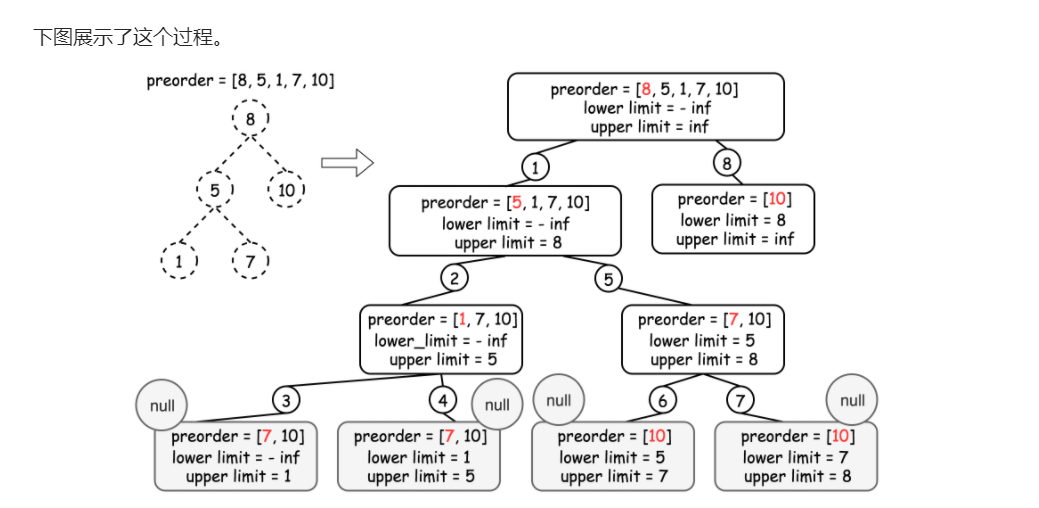 下图展示了这个过程。
preorder = [8, 5, 1, 7, 10]
8
5
10
1
7
preorder = [8, 5, 1, 7, 10]
lower limit = - inf
upper limit = inf
1
8
preorder = [5, 1, 7, 10]
lower limit = - inf
upper limit = 8
preorder = [10]
lower limit = 8
upper limit = inf
2
5
preorder = [1, 7, 10]
lower_limit = - inf
upper limit = 5
preorder = [7, 10]
lower limit = 5
upper limit = 8
3
4
6
7
null
null
null
null
preorder = [7, 10]
lower limit = - inf
upper limit = 1
preorder = [7, 10]
lower limit = 1
upper limit = 5
preorder = [10]
lower limit = 5
upper limit = 7
preorder = [10]
lower limit = 7
upper limit = 8